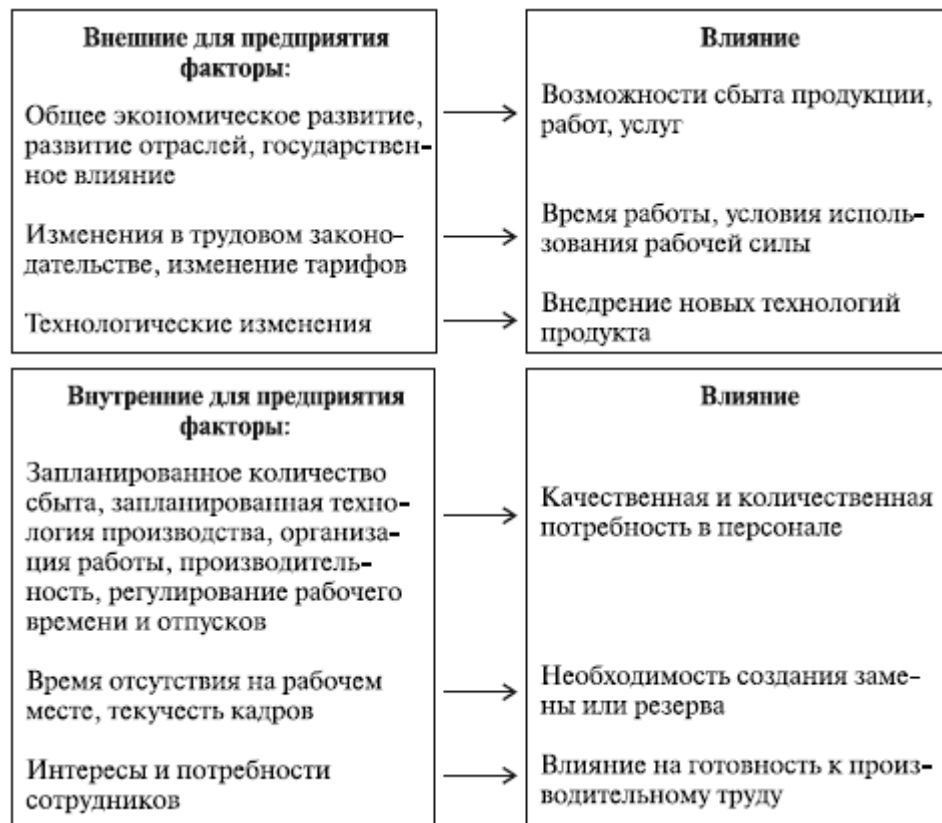 Внешние для предприятия
факторы:
Общее экономическое развитие,
развитие отраслей, государствен-
ное влияние
Изменения в трудовом законо-
дательстве, изменение тарифов
Технологические изменения
Влияние
Возможности сбыта продукции,
работ, услуг
Время работы, условия исполь-
зования рабочей силы
Внедрение новых технологий
продукта
Внутренние для предприятия
факторы:
Запланированное количество
сбыта, запланированная техно-
логия производства, организа-
ция работы, производитель-
ность, регулирование рабочего
времени и отпусков
Время отсутствия на рабочем
месте, текучесть кадров
Интересы и потребности
сотрудников
Влияние
Качественная и количественная
потребность в персонале
Необходимость создания заме-
ны или резерва
Влияние на готовность к произ-
водительному труду